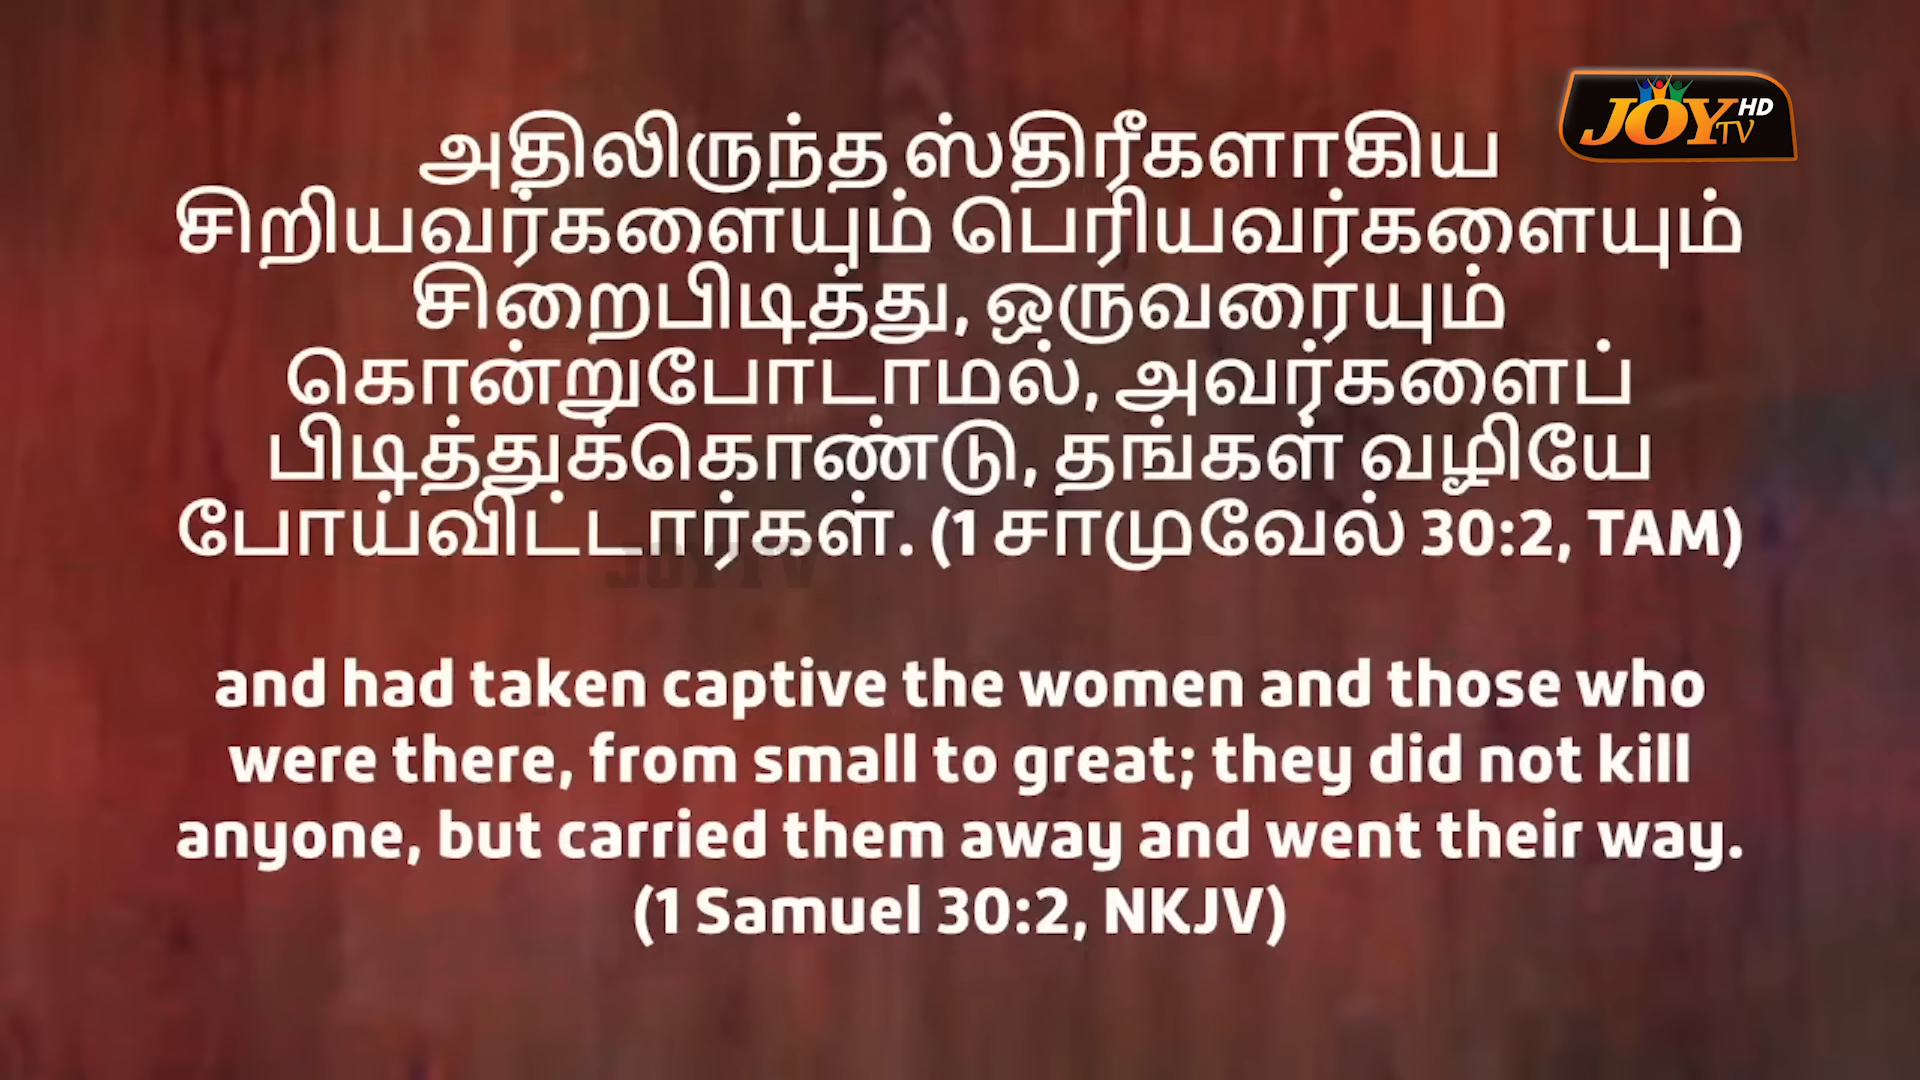 JOY TV HD
அதிலிருந்த ஸ்திரீகளாகிய
சிறியவர்களையும் பெரியவர்களையும்
சிறைபிடித்து, ஒருவரையும்
கொன்றுபோடாமல், அவர்களைப்
பிடித்துக்கொண்டு, தங்கள் வழியே
போய்விட்டார்கள். (1 சாமுவேல் 30:2, TAM)
JOYTV
and had taken captive the women and those who
were there, from small to great; they did not kill
anyone, but carried them away and went their way.
(1 Samuel 30:2, NKJV)